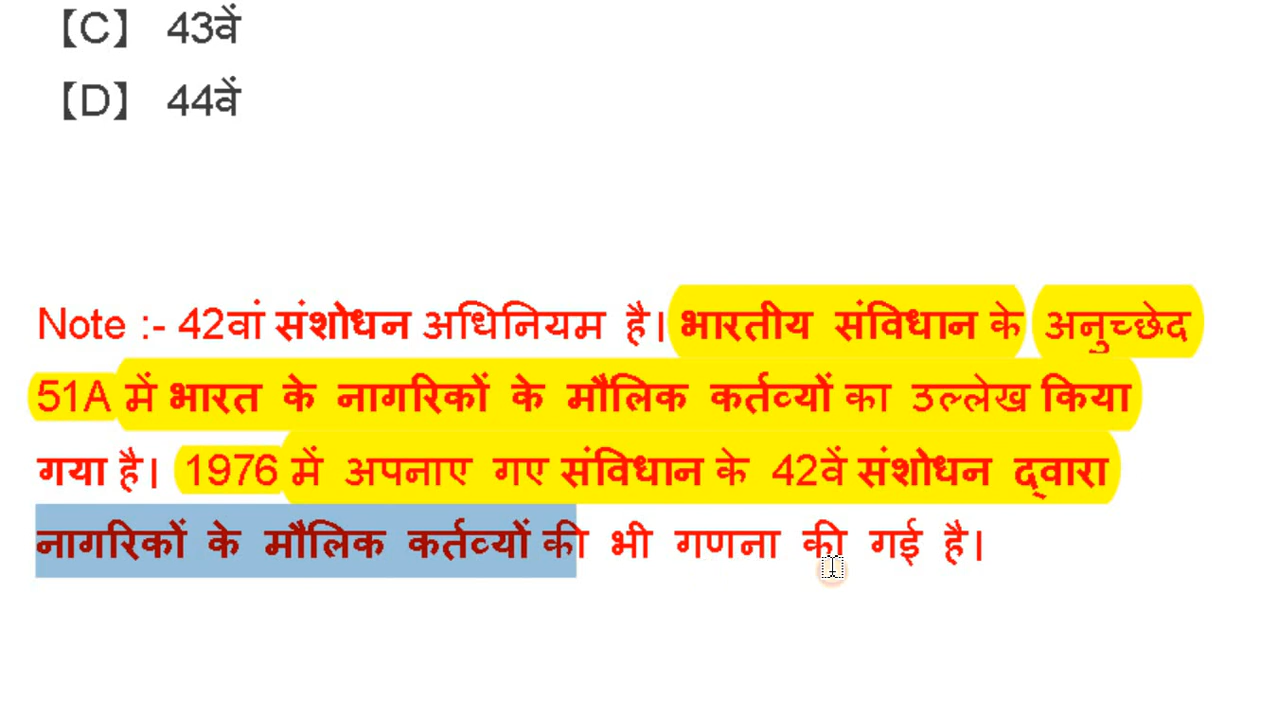 【C】 43वें
【D】 44वें
Note :- 42वां संशोधन अधिनियम है। भारतीय संविधान के अनुच्छेद
51A में भारत के नागरिकों के मौलिक कर्तव्यों का उल्लेख किया
गया है। 1976 में अपनाए गए संविधान के 42वें संशोधन द्वारा
नागरिकों के मौलिक कर्तव्यों की भी गणना की गई है।